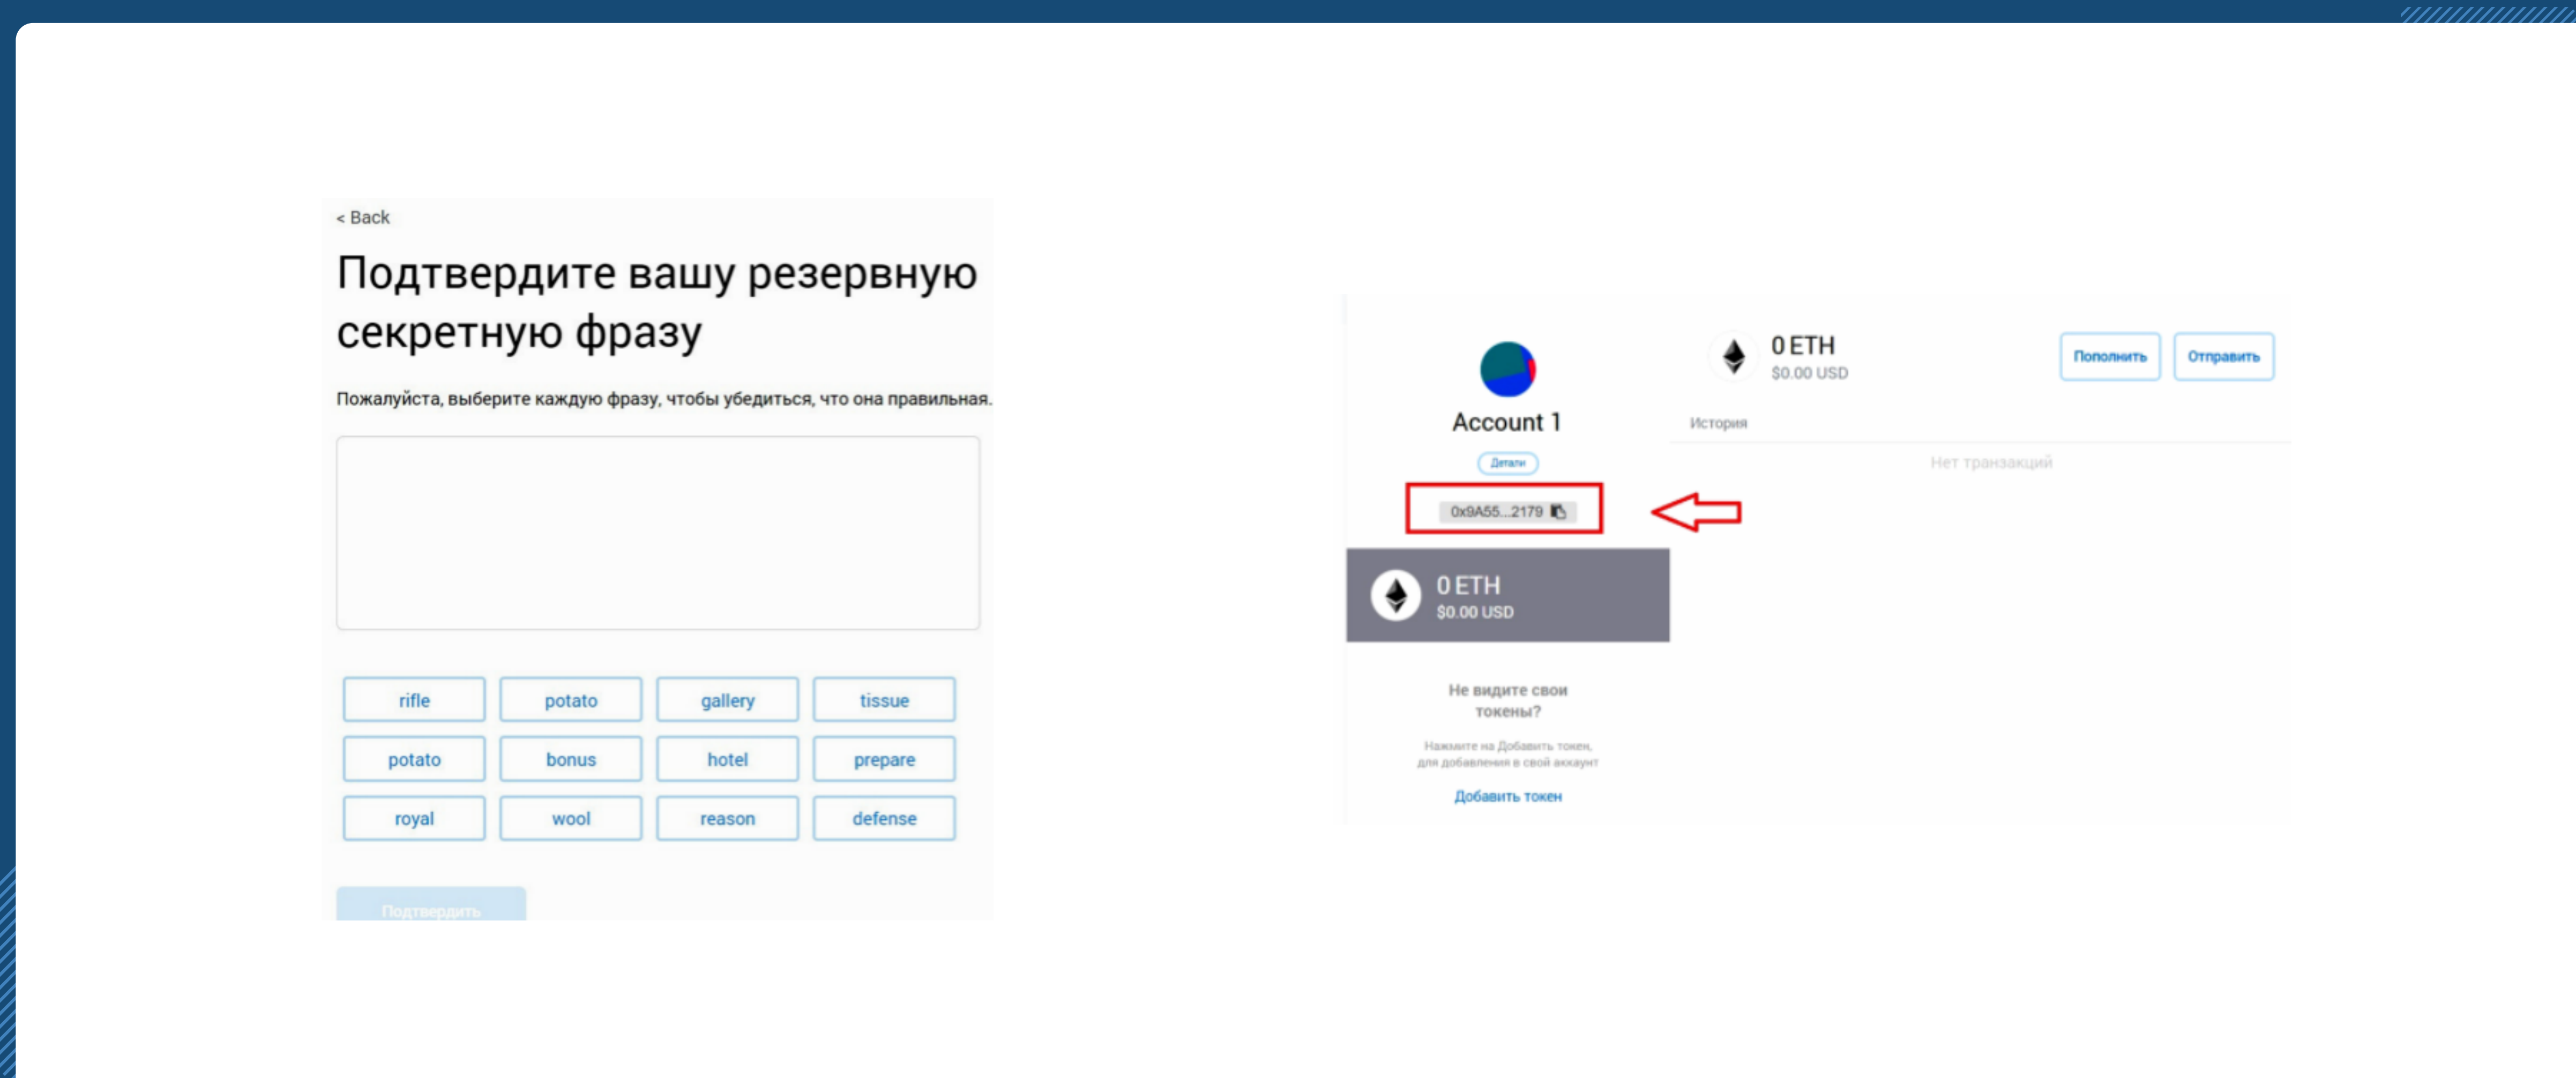 < Back
Подтвердите вашу резервную
секретную фразу
Пожалуйста, выберите каждую фразу, чтобы убедиться, что она правильная.
rifle potato gallery tissue
potato bonus hotel prepare
royal wool reason defense
Подтвердить
0 ETH
$0.00 USD
Пополнить Отправить
Account 1
История
Детали
Нет транзакций
0x9A55...2179
0 ETH
$0.00 USD
Не видите свои
токены?
Нажмите на Добавить токен,
для добавления в свой аккаунт
Добавить токен